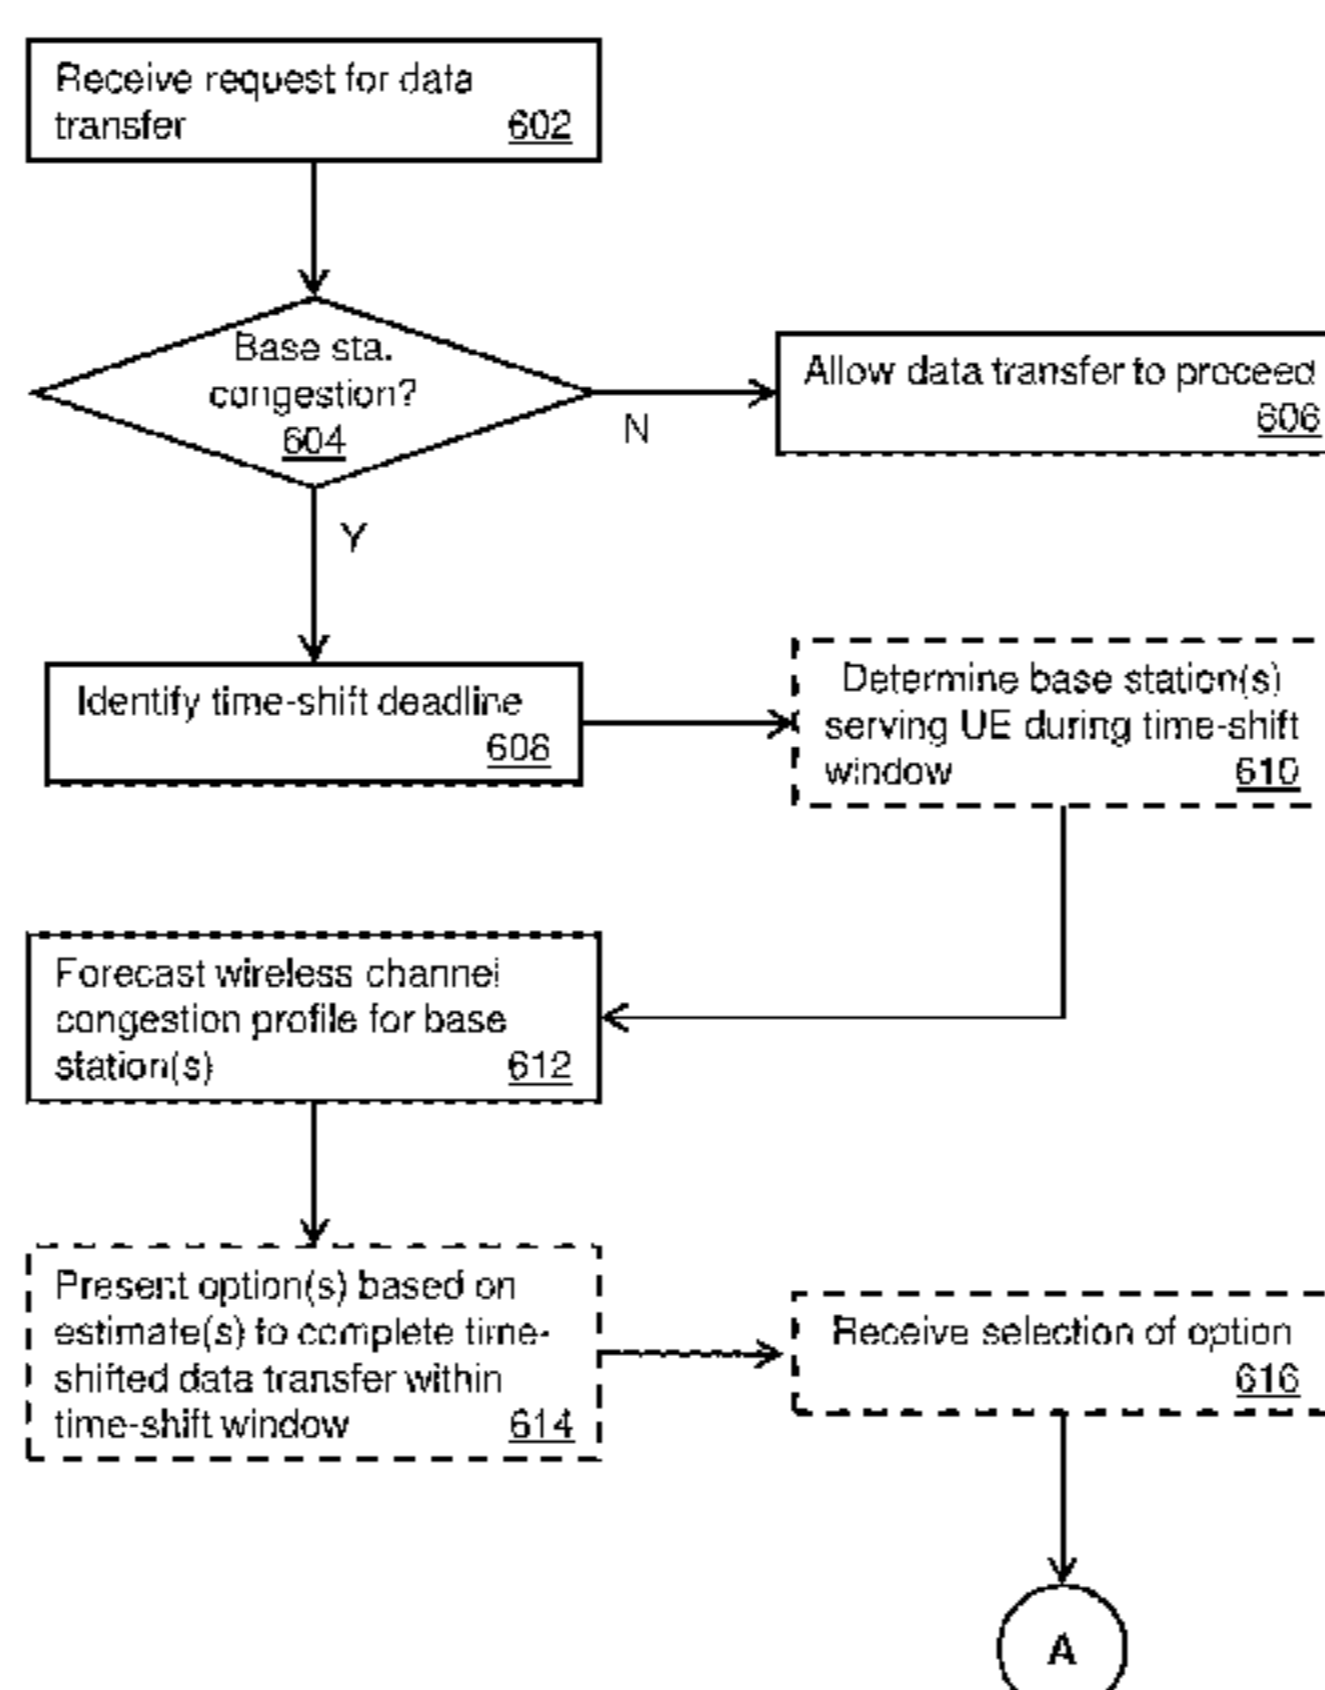 Receive request for data
transfer 602
Base sta.
congestion?
604
N
Allow data transfer to proceed
606
Y
Identify time-shift deadline
608
Determine base station(s)
serving UE during time-shift
window 610
Forecast wireless channel
congestion profile for base
station(s) 612
Present option(s) based on
estimate(s) to complete time-
shifted data transfer within
time-shift window 614
Receive selection of option
616
A